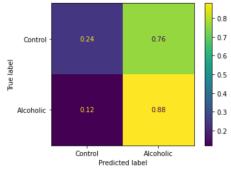 0.8
Control
0.24
0.76
0.7
0.6
True label
0.5
0.4
Alcoholic
0.12
0.88
0.3
0.2
Control
Alcoholic
Predicted label